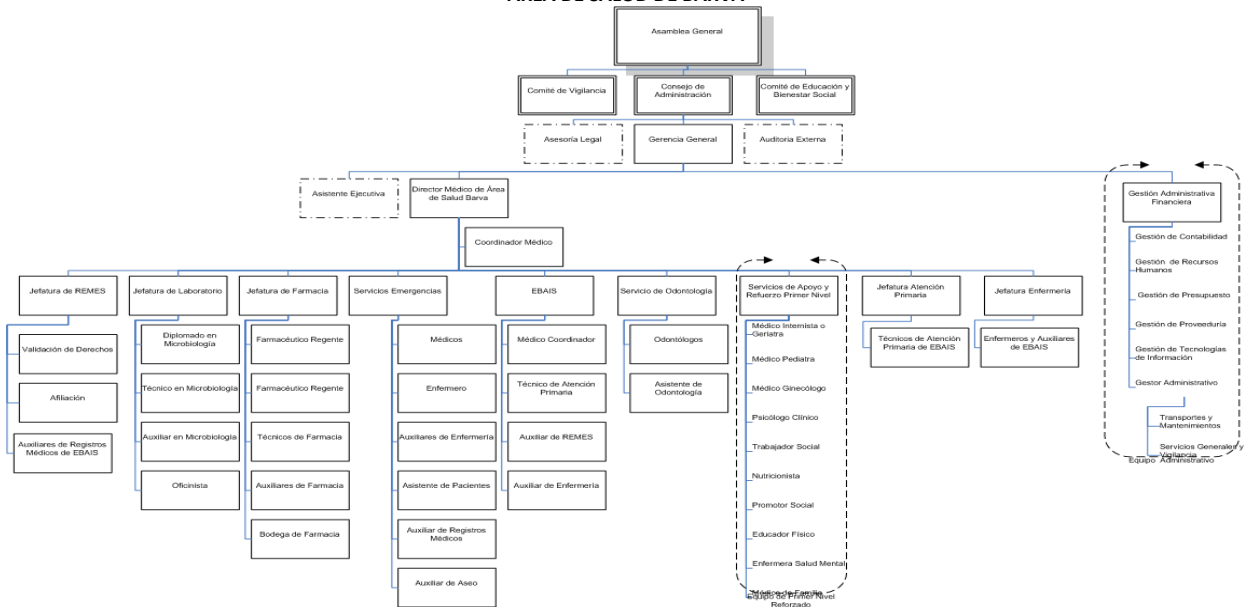 ÁREA DE SALUD DE BARVA
Asamblea General
Comité de Vigilancia
Consejo de
Administración
Comité de Educación y
Bienestar Social
Asesoría Legal
Gerencia General
Auditoria Externa
Asistente Ejecutiva
Director Médico de Área
de Salud Barva
Gestión Administrativa
Financiera
Coordinador Médico
Gestión de Contabilidad
Gestión de Recursos
Humanos
Gestión de Presupuesto
Gestión de Proveeduría
Gestión de Tecnologías
de Información
Gestor Administrativo
Transportes y
Mantenimientos
Servicios Generales y
Vigilancia
Equipo Administrativo
Jefatura de REMES
Validación de Derechos
Afiliación
Auxiliares de Registros
Médicos de EBAIS
Jefatura de Laboratorio
Diplomado en
Microbiología
Técnico en Microbiología
Auxiliar en Microbiología
Oficinista
Jefatura de Farmacia
Farmacéutico Regente
Farmacéutico Regente
Técnicos de Farmacia
Auxiliares de Farmacia
Bodega de Farmacia
Servicios Emergencias
Médicos
Enfermero
Auxiliares de Enfermería
Asistente de Pacientes
Auxiliar de Registros
Médicos
Auxiliar de Aseo
EBAIS
Médico Coordinador
Técnico de Atención
Primaria
Auxiliar de REMES
Auxiliar de Enfermería
Servicio de Odontología
Odontólogos
Asistente de
Odontología
Servicios de Apoyo y
Refuerzo Primer Nivel
Médico Internista o
Geriatra
Médico Pediatra
Médico Ginecólogo
Psicólogo Clínico
Trabajador Social
Nutricionista
Promotor Social
Educador Físico
Enfermera Salud Mental
Médico de Familia
Equipo de Primer Nivel
Reforzado
Jefatura Atención
Primaria
Técnicos de Atención
Primaria de EBAIS
Jefatura Enfermería
Enfermeros y Auxiliares
de EBAIS